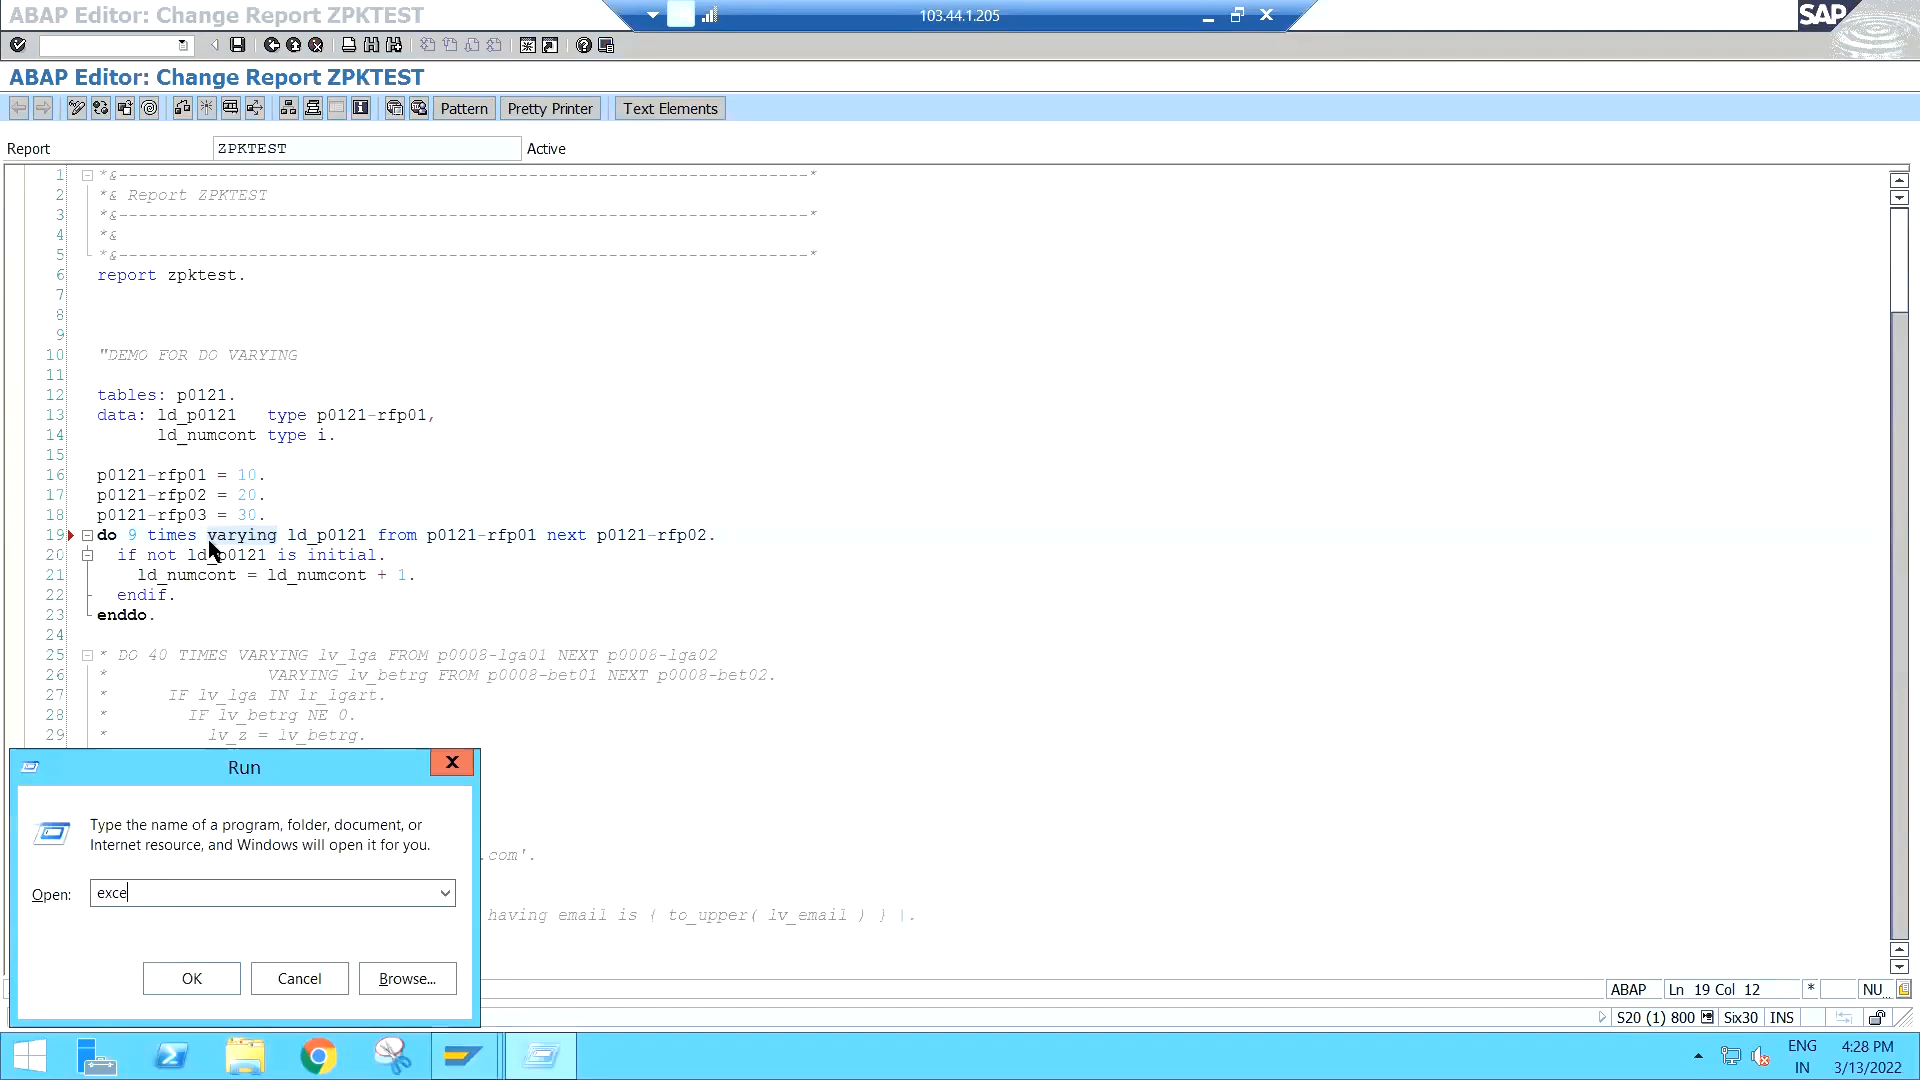 ABAP Editor: Change Report ZPKTEST
103.44.1.205
SAP
ABAP Editor: Change Report ZPKTEST
Pattern
Pretty Printer
Text Elements
Report
ZPKTEST
Active
1 *&---------------------------------------------------------------------*
2 *& Report ZPKTEST
3 *&---------------------------------------------------------------------*
4 *&
5 *&---------------------------------------------------------------------*
6 report zpktest.
7
8
9
10 "DEMO FOR DO VARYING
11
12 tables: p0121.
13 data: ld_p0121 type p0121-rfp01,
14 ld_numcont type i.
15
16 p0121-rfp01 = 10.
17 p0121-rfp02 = 20.
18 p0121-rfp03 = 30.
19 do 9 times varying ld_p0121 from p0121-rfp01 next p0121-rfp02.
20 if not ld_p0121 is initial.
21 ld_numcont = ld_numcont + 1.
22 endif.
23 enddo.
24
25 * DO 40 TIMES VARYING lv_lga FROM p0008-lga01 NEXT p0008-lga02
26 * VARYING lv_betrg FROM p0008-bet01 NEXT p0008-bet02.
27 * IF lv_lga IN lr_lgart.
28 * IF lv_betrg NE 0.
29 * lv_z = lv_betrg.
Run
X
Type the name of a program, folder, document, or
Internet resource, and Windows will open it for you.
Open:
exce
OK
Cancel
Browse...
.com'.
having email is { to_upper( lv_email ) } |.
ABAP
Ln 19 Col 12
*
NU
S20 (1) 800
Six30
INS
ENG
IN
4:28 PM
3/13/2022